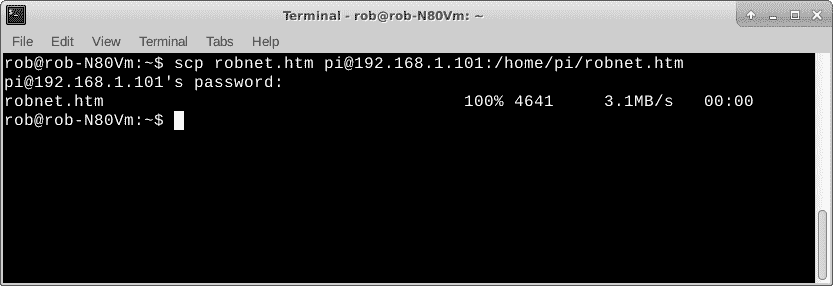 Terminal - rob@rob-N80Vm: ~
File Edit View Terminal Tabs Help
rob@rob-N80Vm:~$ scp robnet.htm pi@192.168.1.101:/home/pi/robnet.htm
pi@192.168.1.101's password:
robnet.htm 100% 4641 3.1MB/s 00:00
rob@rob-N80Vm:~$